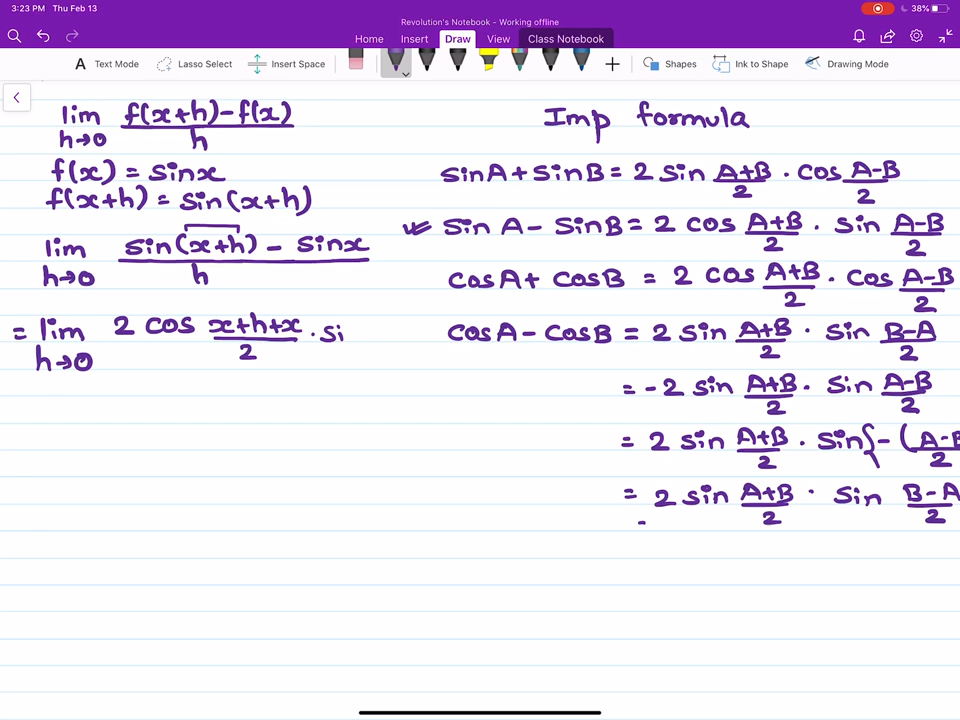 3:23 PM Thu Feb 13
38%
Revolution's Notebook - Working offline
Home Insert Draw View Class Notebook
Text Mode Lasso Select Insert Space Shapes Ink to Shape Drawing Mode
lim h→0 f(x+h)-f(x) / h
f(x) = sinx
f(x+h) = sin(x+h)
lim h→0 sin(x+h) - sinx / h
= lim h→0 2 cos x+h+x / 2 . si
Imp formula
sinA + sinB = 2 sin A+B / 2 . cos A-B / 2
sin A - sinB = 2 cos A+B / 2 . sin A-B / 2
cosA + cosB = 2 cos A+B / 2 . cos A-B / 2
cosA - cosB = 2 sin A+B / 2 . sin B-A / 2
= -2 sin A+B / 2 . sin A-B / 2
= 2 sin A+B / 2 . sin{-(A-B / 2
= 2 sin A+B / 2 . sin B-A / 2